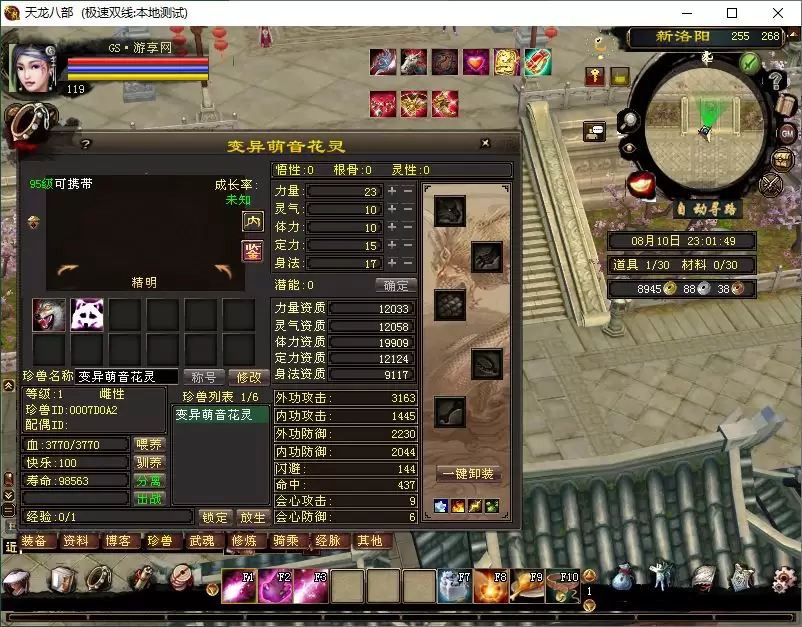 天龙八部 (极速双线:本地测试)
GS·游享网
119
新洛阳 255 268
GM
自动寻路
08月10日 23:01:49
道具 1/30 材料 0/30
8945 88 38
变异萌音花灵
95级可携带
成长率:
未知
内
鉴
精明
悟性:0 根骨:0 灵性:0
力量: 23
灵气: 10
体力: 10
定力: 15
身法: 17
潜能:0 确定
力量资质 12033
灵气资质 12058
体力资质 19909
定力资质 12124
身法资质 9117
珍兽名称 变异萌音花灵 称号 修改
等级:1 雌性
珍兽ID:0007D0A2
配偶ID:
珍兽列表 1/6
变异萌音花灵
血:3770/3770 喂养
快乐:100 驯养
寿命:98563 分离
出战
经验:0/1 锁定 放生
外功攻击: 3163
内功攻击: 1445
外功防御: 2230
内功防御: 2044
闪避: 144
命中: 437
会心攻击: 9
会心防御: 6
一键卸装
近
装备 资料 博客 珍兽 武魂 修炼 骑乘 经脉 其他
F1 F2 F3 F7 F8 F9 F10
1